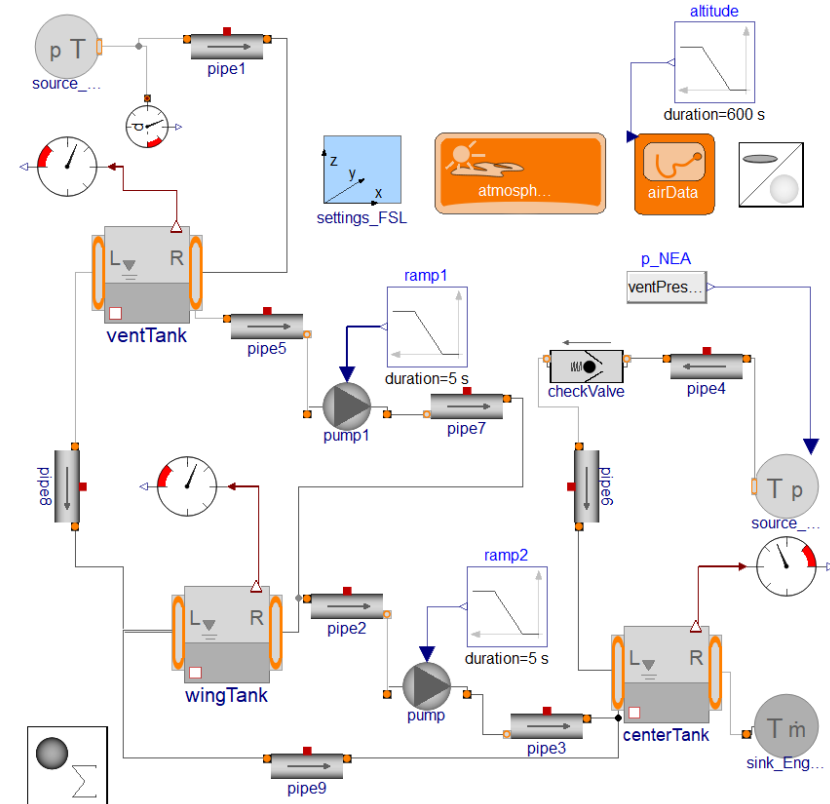 altitude
p T
pipe1
source_...
duration=600 s
p
z
y
x
settings_FSL
atmosph...
airData
L
R
ventTank
p_NEA
ventPres...
ramp1
duration=5 s
pipe5
pump1
pipe7
checkValve
pipe4
pipe8
pipe6
T p
source_...
ramp2
duration=5 s
L
R
wingTank
pipe2
pump
pipe3
L
R
centerTank
T ṁ
sink_Eng...
pipe9
Σ